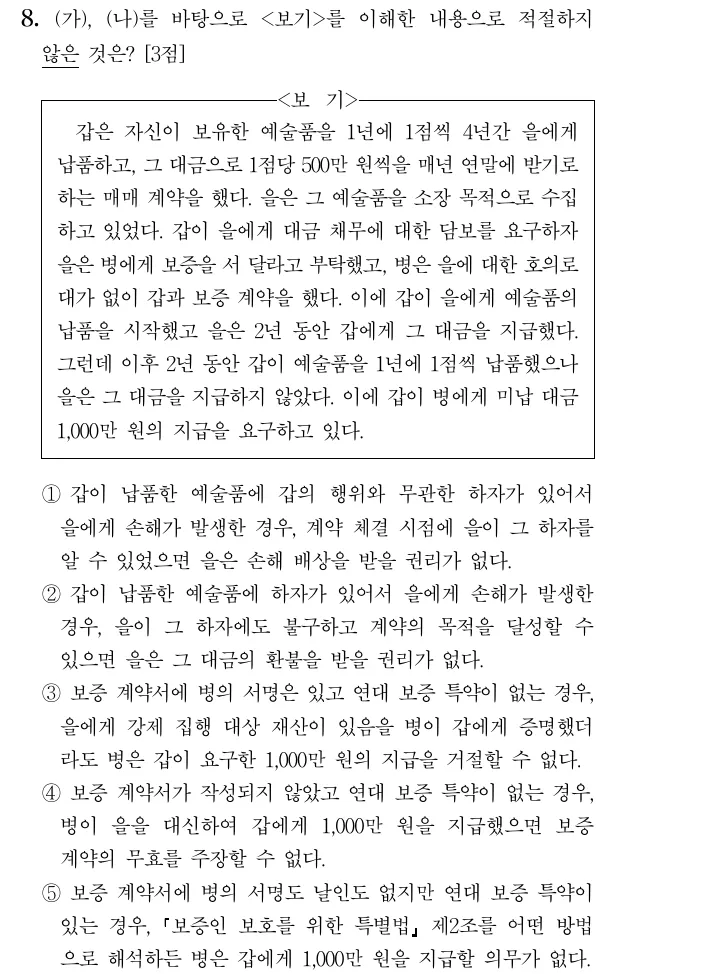 8. (가), (나)를 바탕으로 <보기>를 이해한 내용으로 적절하지
않은 것은? [3점]
<보 기>
갑은 자신이 보유한 예술품을 1년에 1점씩 4년간 을에게
납품하고, 그 대금으로 1점당 500만 원씩을 매년 연말에 받기로
하는 매매 계약을 했다. 을은 그 예술품을 소장 목적으로 수집
하고 있었다. 갑이 을에게 대금 채무에 대한 담보를 요구하자
을은 병에게 보증을 서 달라고 부탁했고, 병은 을에 대한 호의로
대가 없이 갑과 보증 계약을 했다. 이에 갑이 을에게 예술품의
납품을 시작했고 을은 2년 동안 갑에게 그 대금을 지급했다.
그런데 이후 2년 동안 갑이 예술품을 1년에 1점씩 납품했으나
을은 그 대금을 지급하지 않았다. 이에 갑이 병에게 미납 대금
1,000만 원의 지급을 요구하고 있다.
① 갑이 납품한 예술품에 갑의 행위와 무관한 하자가 있어서
을에게 손해가 발생한 경우, 계약 체결 시점에 을이 그 하자를
알 수 있었으면 을은 손해 배상을 받을 권리가 없다.
② 갑이 납품한 예술품에 하자가 있어서 을에게 손해가 발생한
경우, 을이 그 하자에도 불구하고 계약의 목적을 달성할 수
있으면 을은 그 대금의 환불을 받을 권리가 없다.
③ 보증 계약서에 병의 서명은 있고 연대 보증 특약이 없는 경우,
을에게 강제 집행 대상 재산이 있음을 병이 갑에게 증명했더
라도 병은 갑이 요구한 1,000만 원의 지급을 거절할 수 없다.
④ 보증 계약서가 작성되지 않았고 연대 보증 특약이 없는 경우,
병이 을을 대신하여 갑에게 1,000만 원을 지급했으면 보증
계약의 무효를 주장할 수 없다.
⑤ 보증 계약서에 병의 서명도 날인도 없지만 연대 보증 특약이
있는 경우, 「보증인 보호를 위한 특별법」 제2조를 어떤 방법
으로 해석하든 병은 갑에게 1,000만 원을 지급할 의무가 없다.